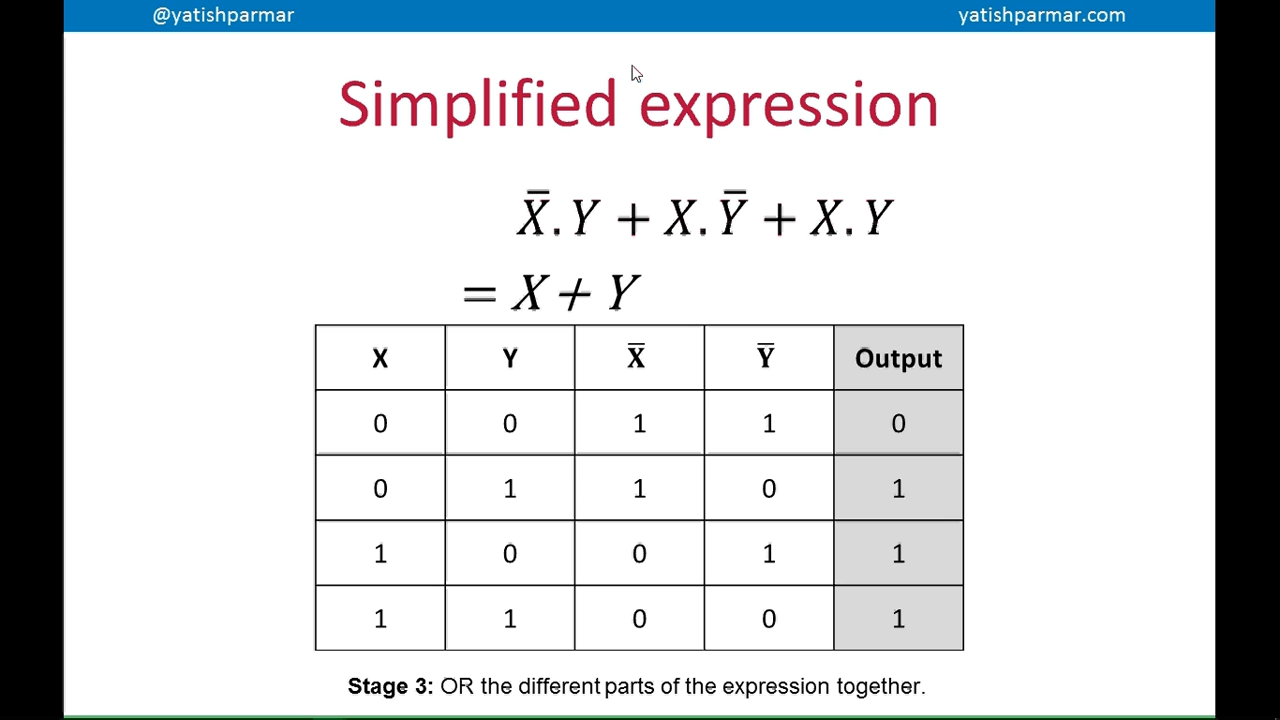 @yatishparmar yatishparmar.com
Simplified expression
X̅.Y + X.Y̅ + X.Y
= X + Y
X Y X̅ Y̅ Output
0 0 1 1 0
0 1 1 0 1
1 0 0 1 1
1 1 0 0 1
Stage 3: OR the different parts of the expression together.